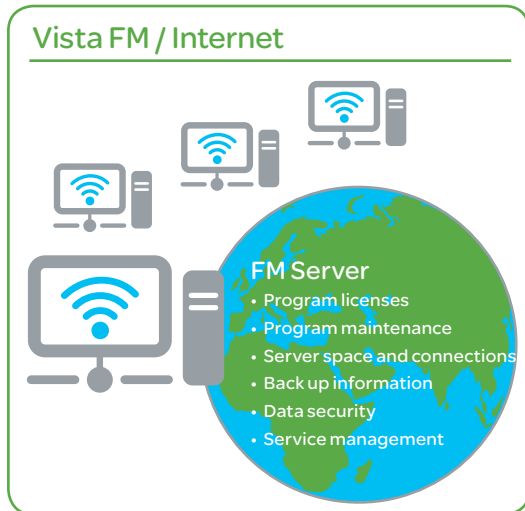 Vista FM / Internet
FM Server
• Program licenses
• Program maintenance
• Server space and connections
• Back up information
• Data security
• Service management